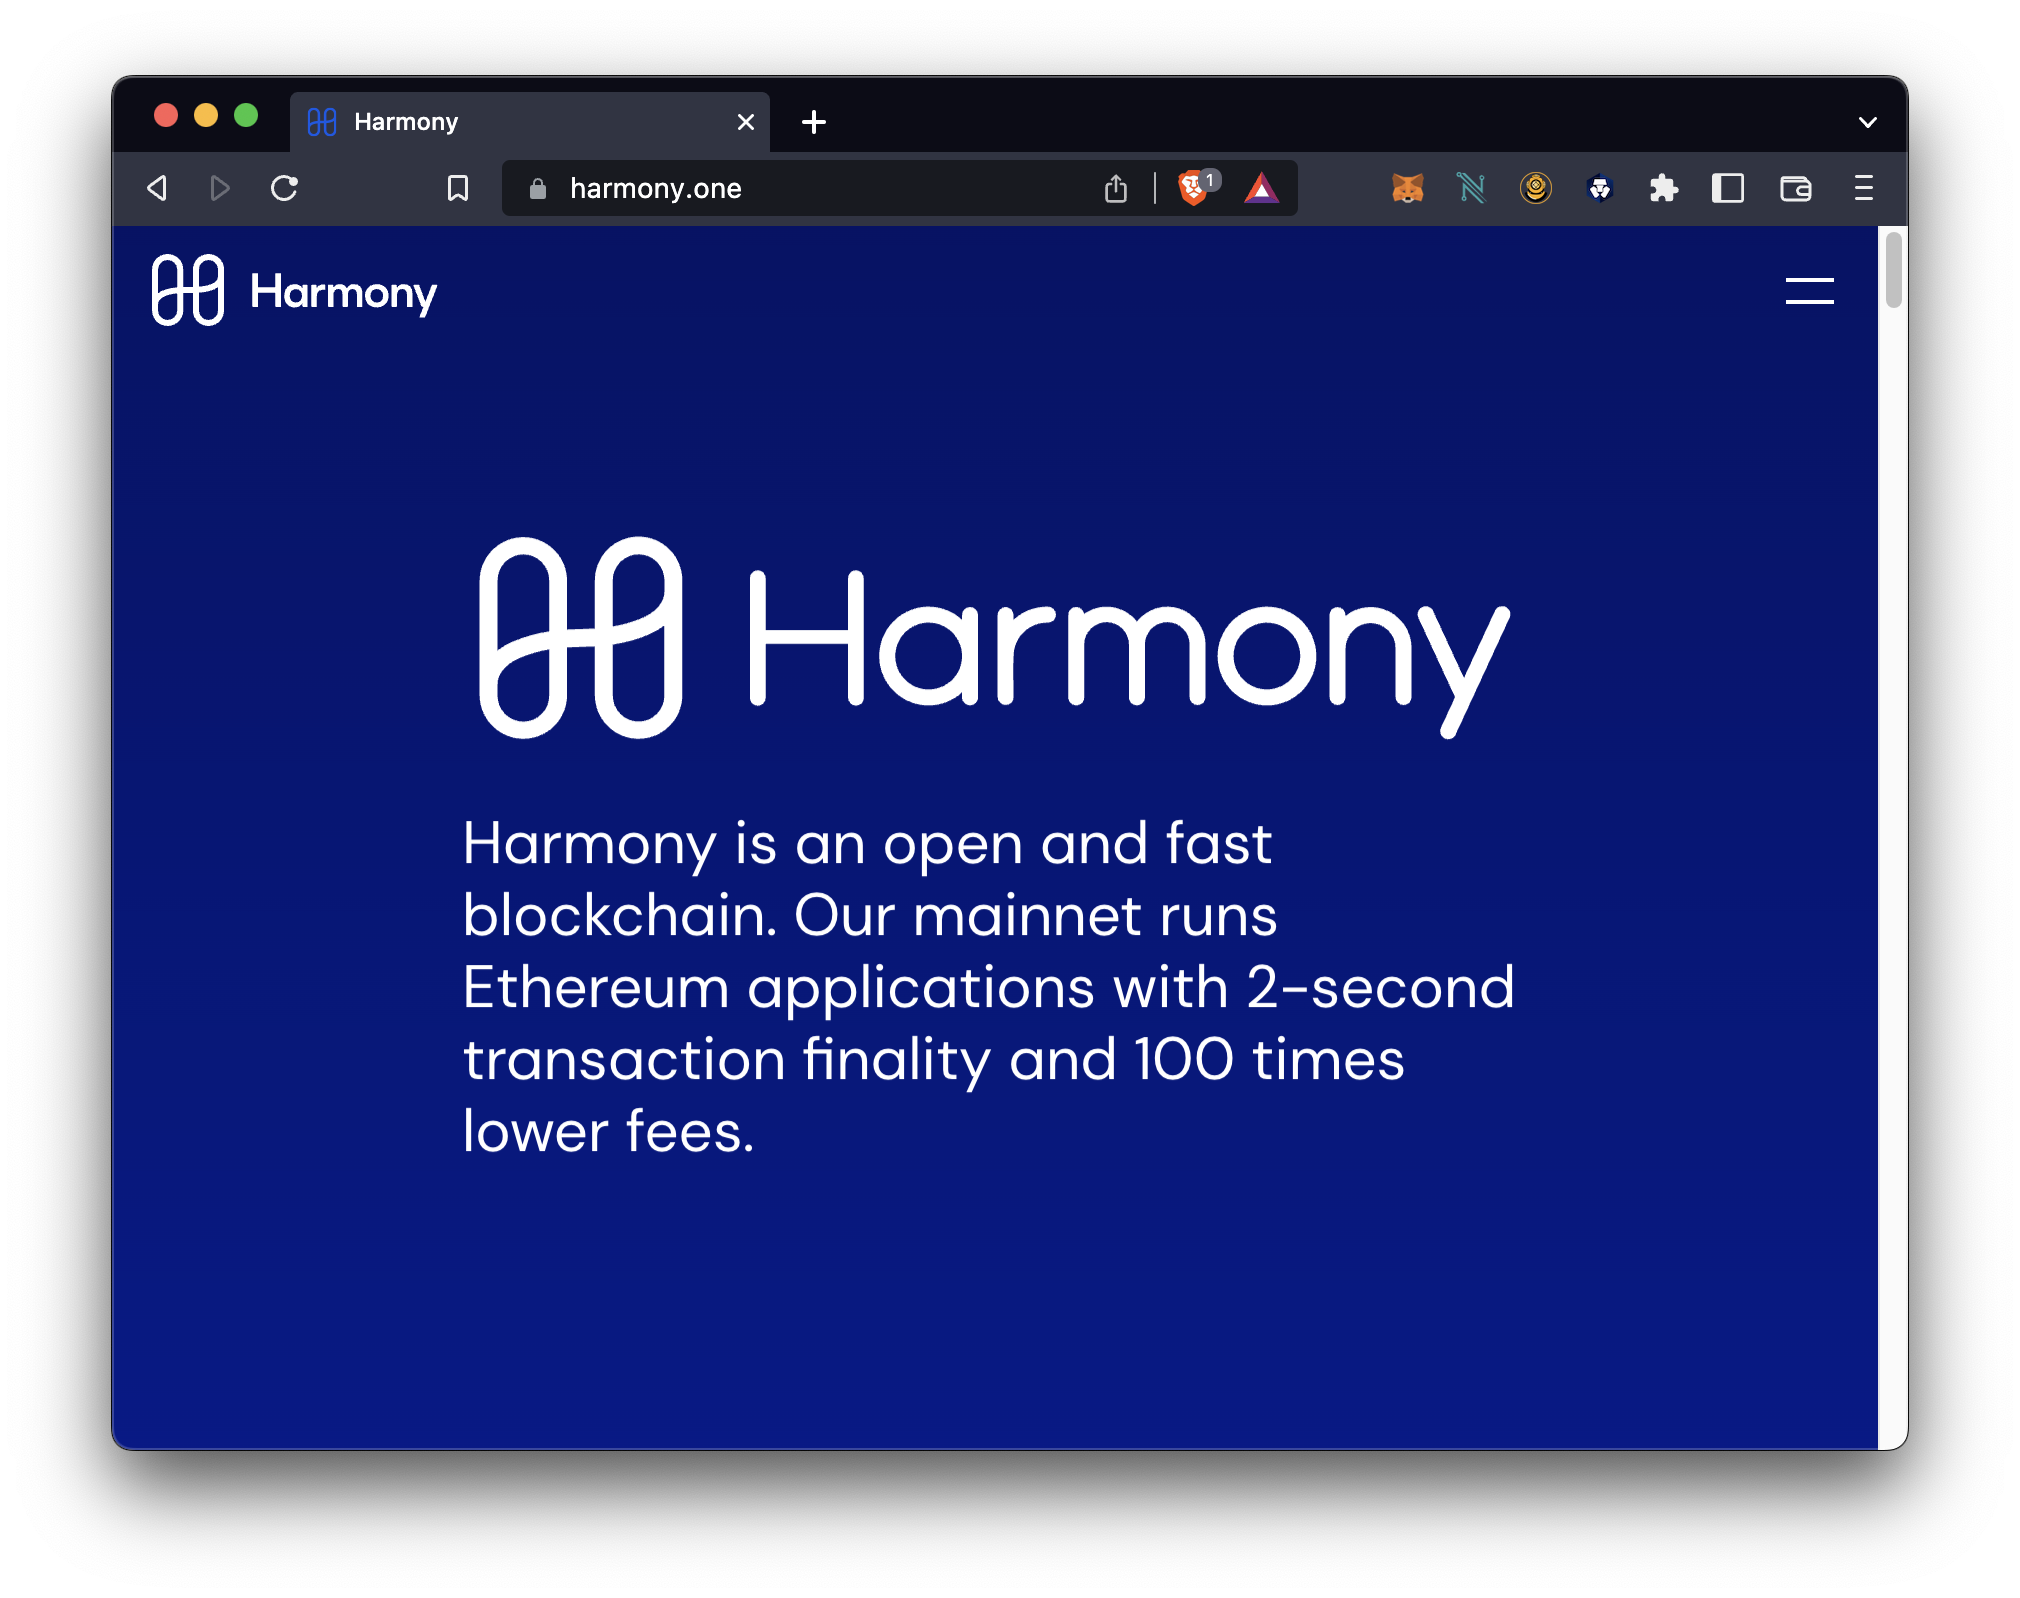 Harmony
harmony.one
1
Harmony
Harmony
Harmony is an open and fast
blockchain. Our mainnet runs
Ethereum applications with 2-second
transaction finality and 100 times
lower fees.